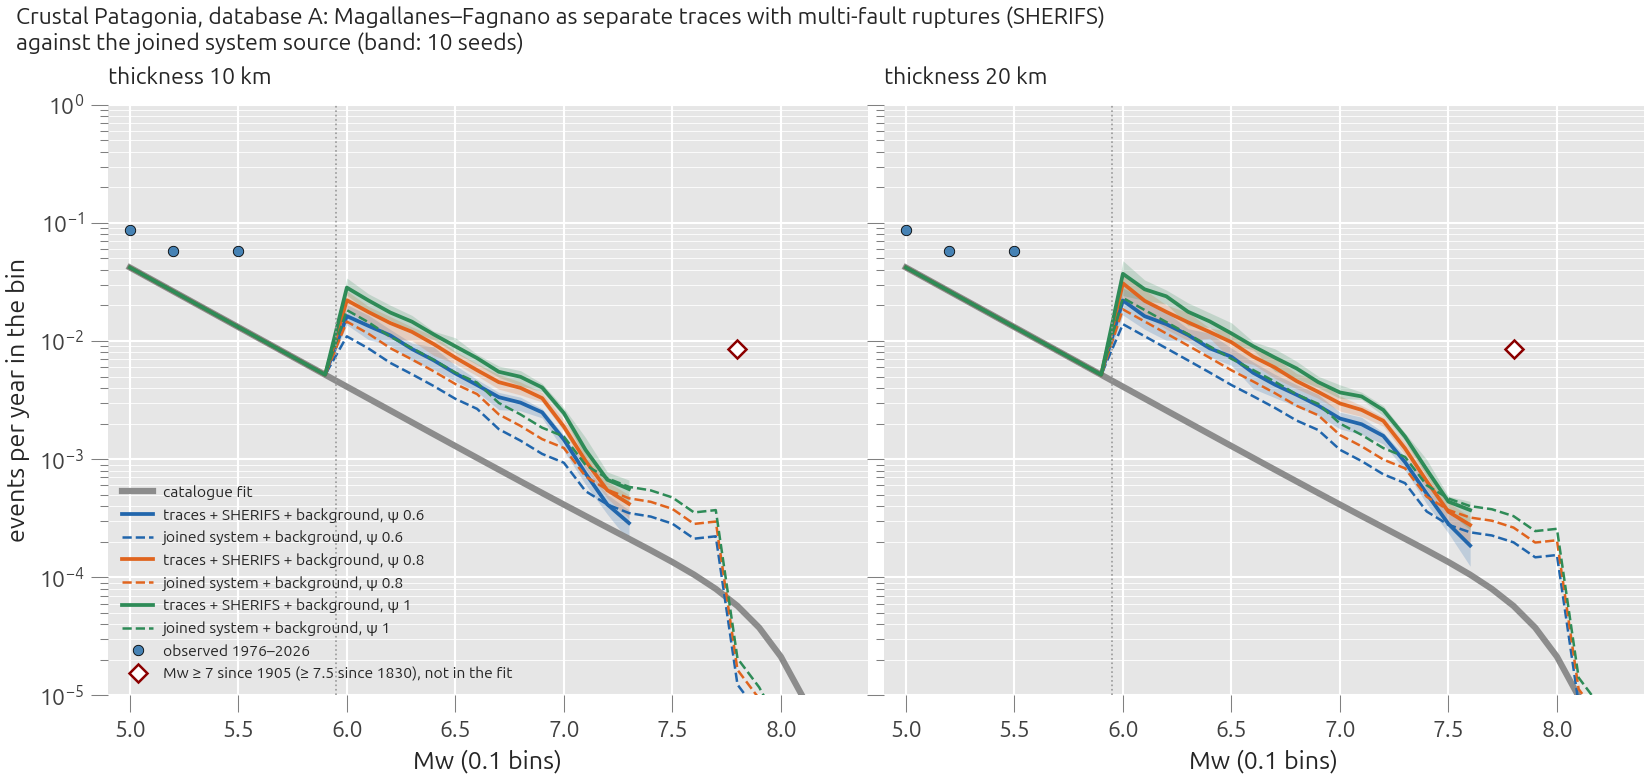 Crustal Patagonia, database A: Magallanes–Fagnano as separate traces with multi-fault ruptures (SHERIFS)
against the joined system source (band: 10 seeds)
thickness 10 km
thickness 20 km
10⁰
10⁻¹
10⁻²
10⁻³
10⁻⁴
10⁻⁵
events per year in the bin
catalogue fit
traces + SHERIFS + background, ψ 0.6
joined system + background, ψ 0.6
traces + SHERIFS + background, ψ 0.8
joined system + background, ψ 0.8
traces + SHERIFS + background, ψ 1
joined system + background, ψ 1
observed 1976–2026
Mw ≥ 7 since 1905 (≥ 7.5 since 1830), not in the fit
5.0 5.5 6.0 6.5 7.0 7.5 8.0
5.0 5.5 6.0 6.5 7.0 7.5 8.0
Mw (0.1 bins)
Mw (0.1 bins)